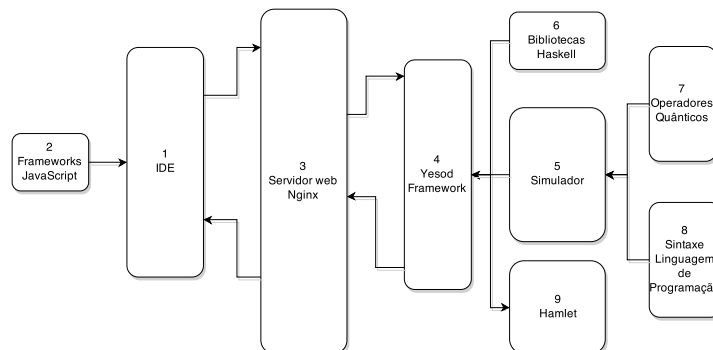 2
Frameworks
JavaScript
1
IDE
3
Servidor web
Nginx
4
Yesod
Framework
6
Bibliotecas
Haskell
5
Simulador
9
Hamlet
7
Operadores
Quânticos
8
Sintaxe
Linguagem
de
Programaçã